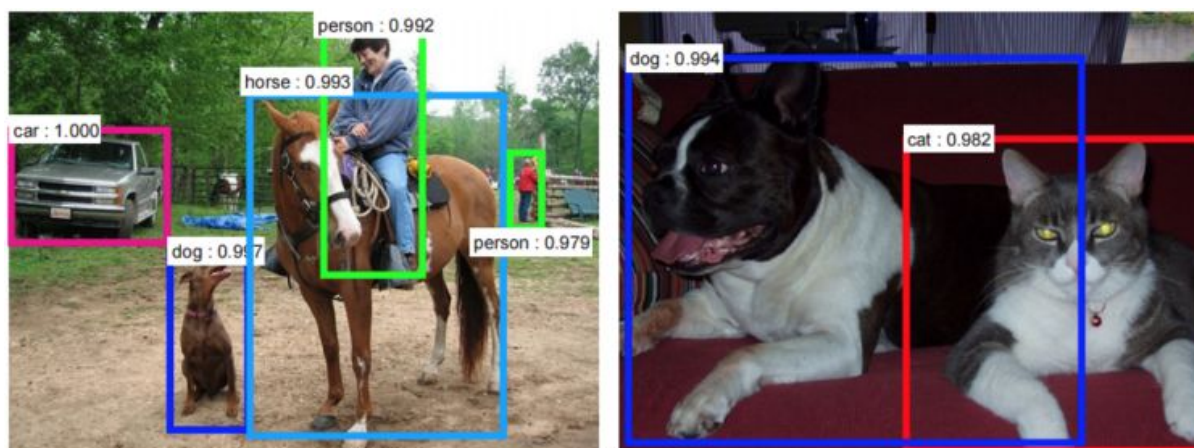 person : 0.992
horse : 0.993
car : 1.000
dog : 0.997
person : 0.979
dog : 0.994
cat : 0.982